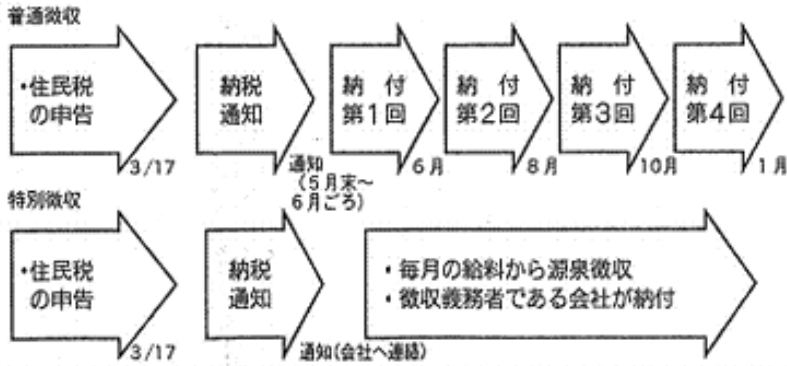 普通徴収
・住民税
の申告
3/17
納税
通知
通知
(5月末〜
6月ごろ)
納 付
第1回
6月
納 付
第2回
8月
納 付
第3回
10月
納 付
第4回
1月
特別徴収
・住民税
の申告
3/17
納税
通知
通知(会社へ連絡)
・毎月の給料から源泉徴収
・徴収義務者である会社が納付